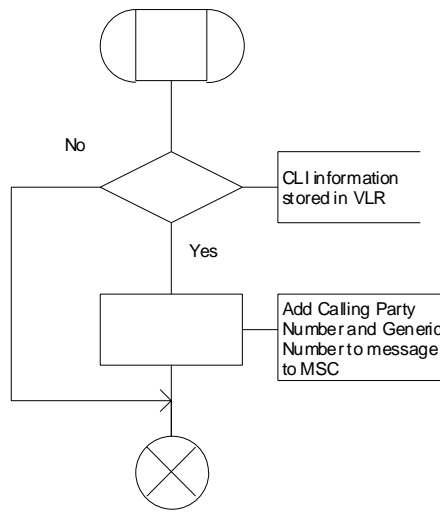 No
CLI information
stored in VLR
Yes
Add Calling Party
Number and Generic
Number to message
to MSC